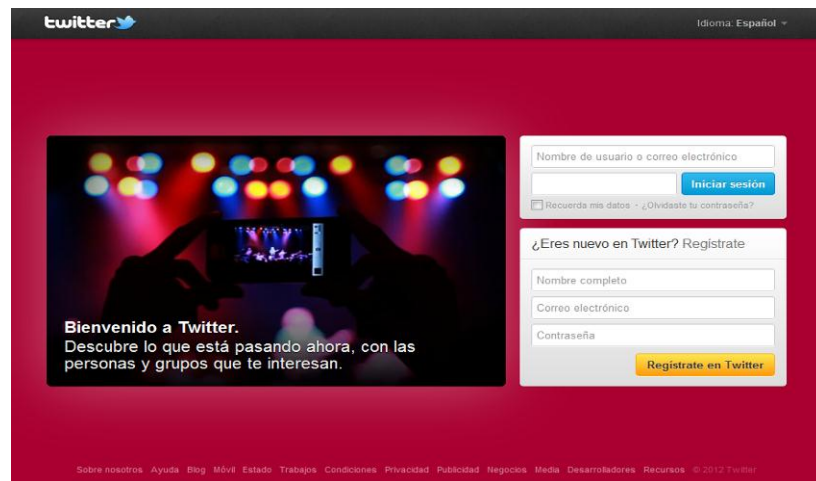 twitter
Idioma: Español
Nombre de usuario o correo electrónico
Iniciar sesión
Recuerda mis datos · ¿Olvidaste tu contraseña?
¿Eres nuevo en Twitter? Regístrate
Nombre completo
Correo electrónico
Contraseña
Regístrate en Twitter
Bienvenido a Twitter.
Descubre lo que está pasando ahora, con las
personas y grupos que te interesan.
Sobre nosotros Ayuda Blog Móvil Estado Trabajos Condiciones Privacidad Publicidad Negocios Media Desarrolladores Recursos © 2012 Twitter